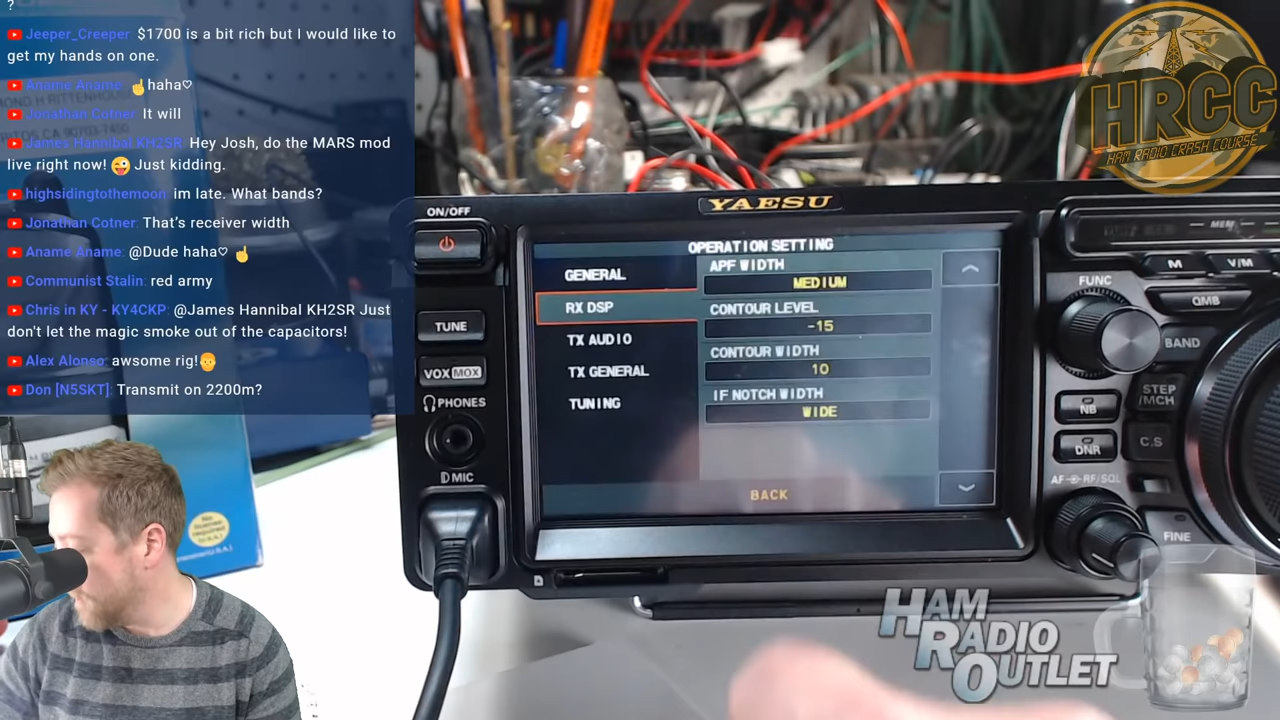 ?
Jeeper_Creeper: $1700 is a bit rich but I would like to
get my hands on one.
Aname Aname: ☝haha♡
Jonathan Cotner: It will
James Hannibal KH2SR: Hey Josh, do the MARS mod
live right now! 😜 Just kidding.
highsidingtothemoon: im late. What bands?
Jonathan Cotner: That's receiver width
Aname Aname: @Dude haha♡ ☝
Communist Stalin: red army
Chris in KY - KY4CKP: @James Hannibal KH2SR Just
don't let the magic smoke out of the capacitors!
Alex Alonso: awsome rig!
Don [N5SKT]: Transmit on 2200m?
HRCC
HAM RADIO CRASH COURSE
YAESU
ON/OFF
TUNE
VOX MOX
PHONES
MIC
OPERATION SETTING
GENERAL
RX DSP
TX AUDIO
TX GENERAL
TUNING
APF WIDTH
MEDIUM
CONTOUR LEVEL
-15
CONTOUR WIDTH
10
IF NOTCH WIDTH
WIDE
BACK
M
V/M
FUNC
QMB
BAND
STEP
/MCH
NB
C.S
DNR
AF
RF/SQL
FINE
HAM
RADIO
OUTLET